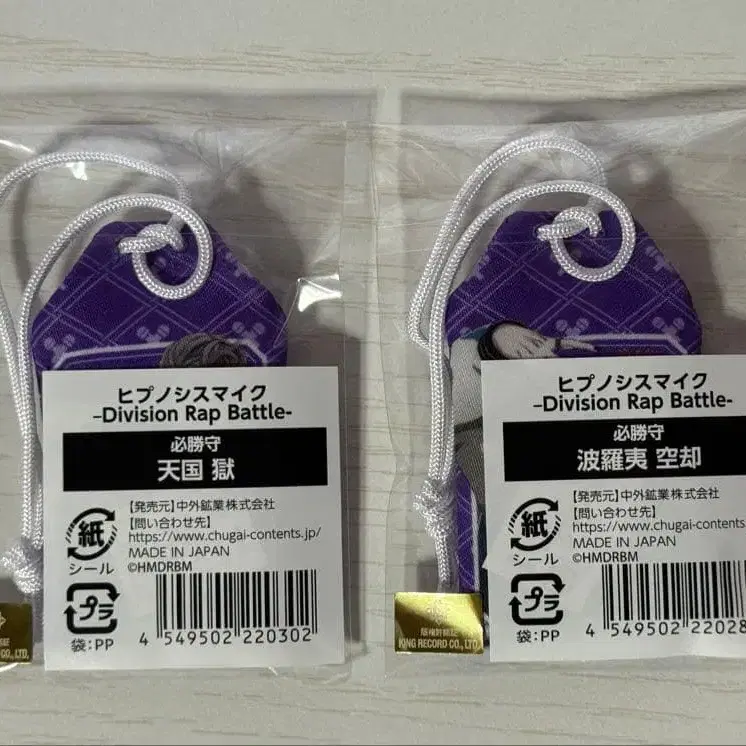 ヒプノシスマイク
-Division Rap Battle-
必勝守
天国 獄
【発売元】中外鉱業株式会社
【問い合わせ先】
https://www.chugai-contents.jp/
MADE IN JAPAN
©HMDRBM
紙
シール
プラ
袋:PP
4 549502 220302
CO.,LTD.
ヒプノシスマイク
-Division Rap Battle-
必勝守
波羅夷 空却
【発売元】中外鉱業株式会社
【問い合わせ先】
https://www.chugai-contents
MADE IN JAPAN
©HMDRBM
紙
シール
プラ
袋:PP
4 549502 22028
KING RECORD CO.,LTD.